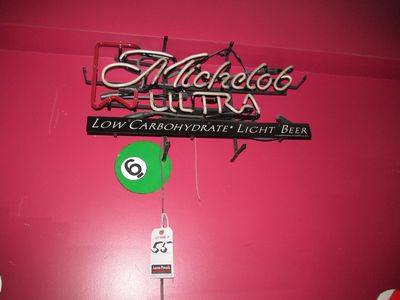 Michelob
ULTRA
LOW CARBOHYDRATE* LIGHT BEER
6
55